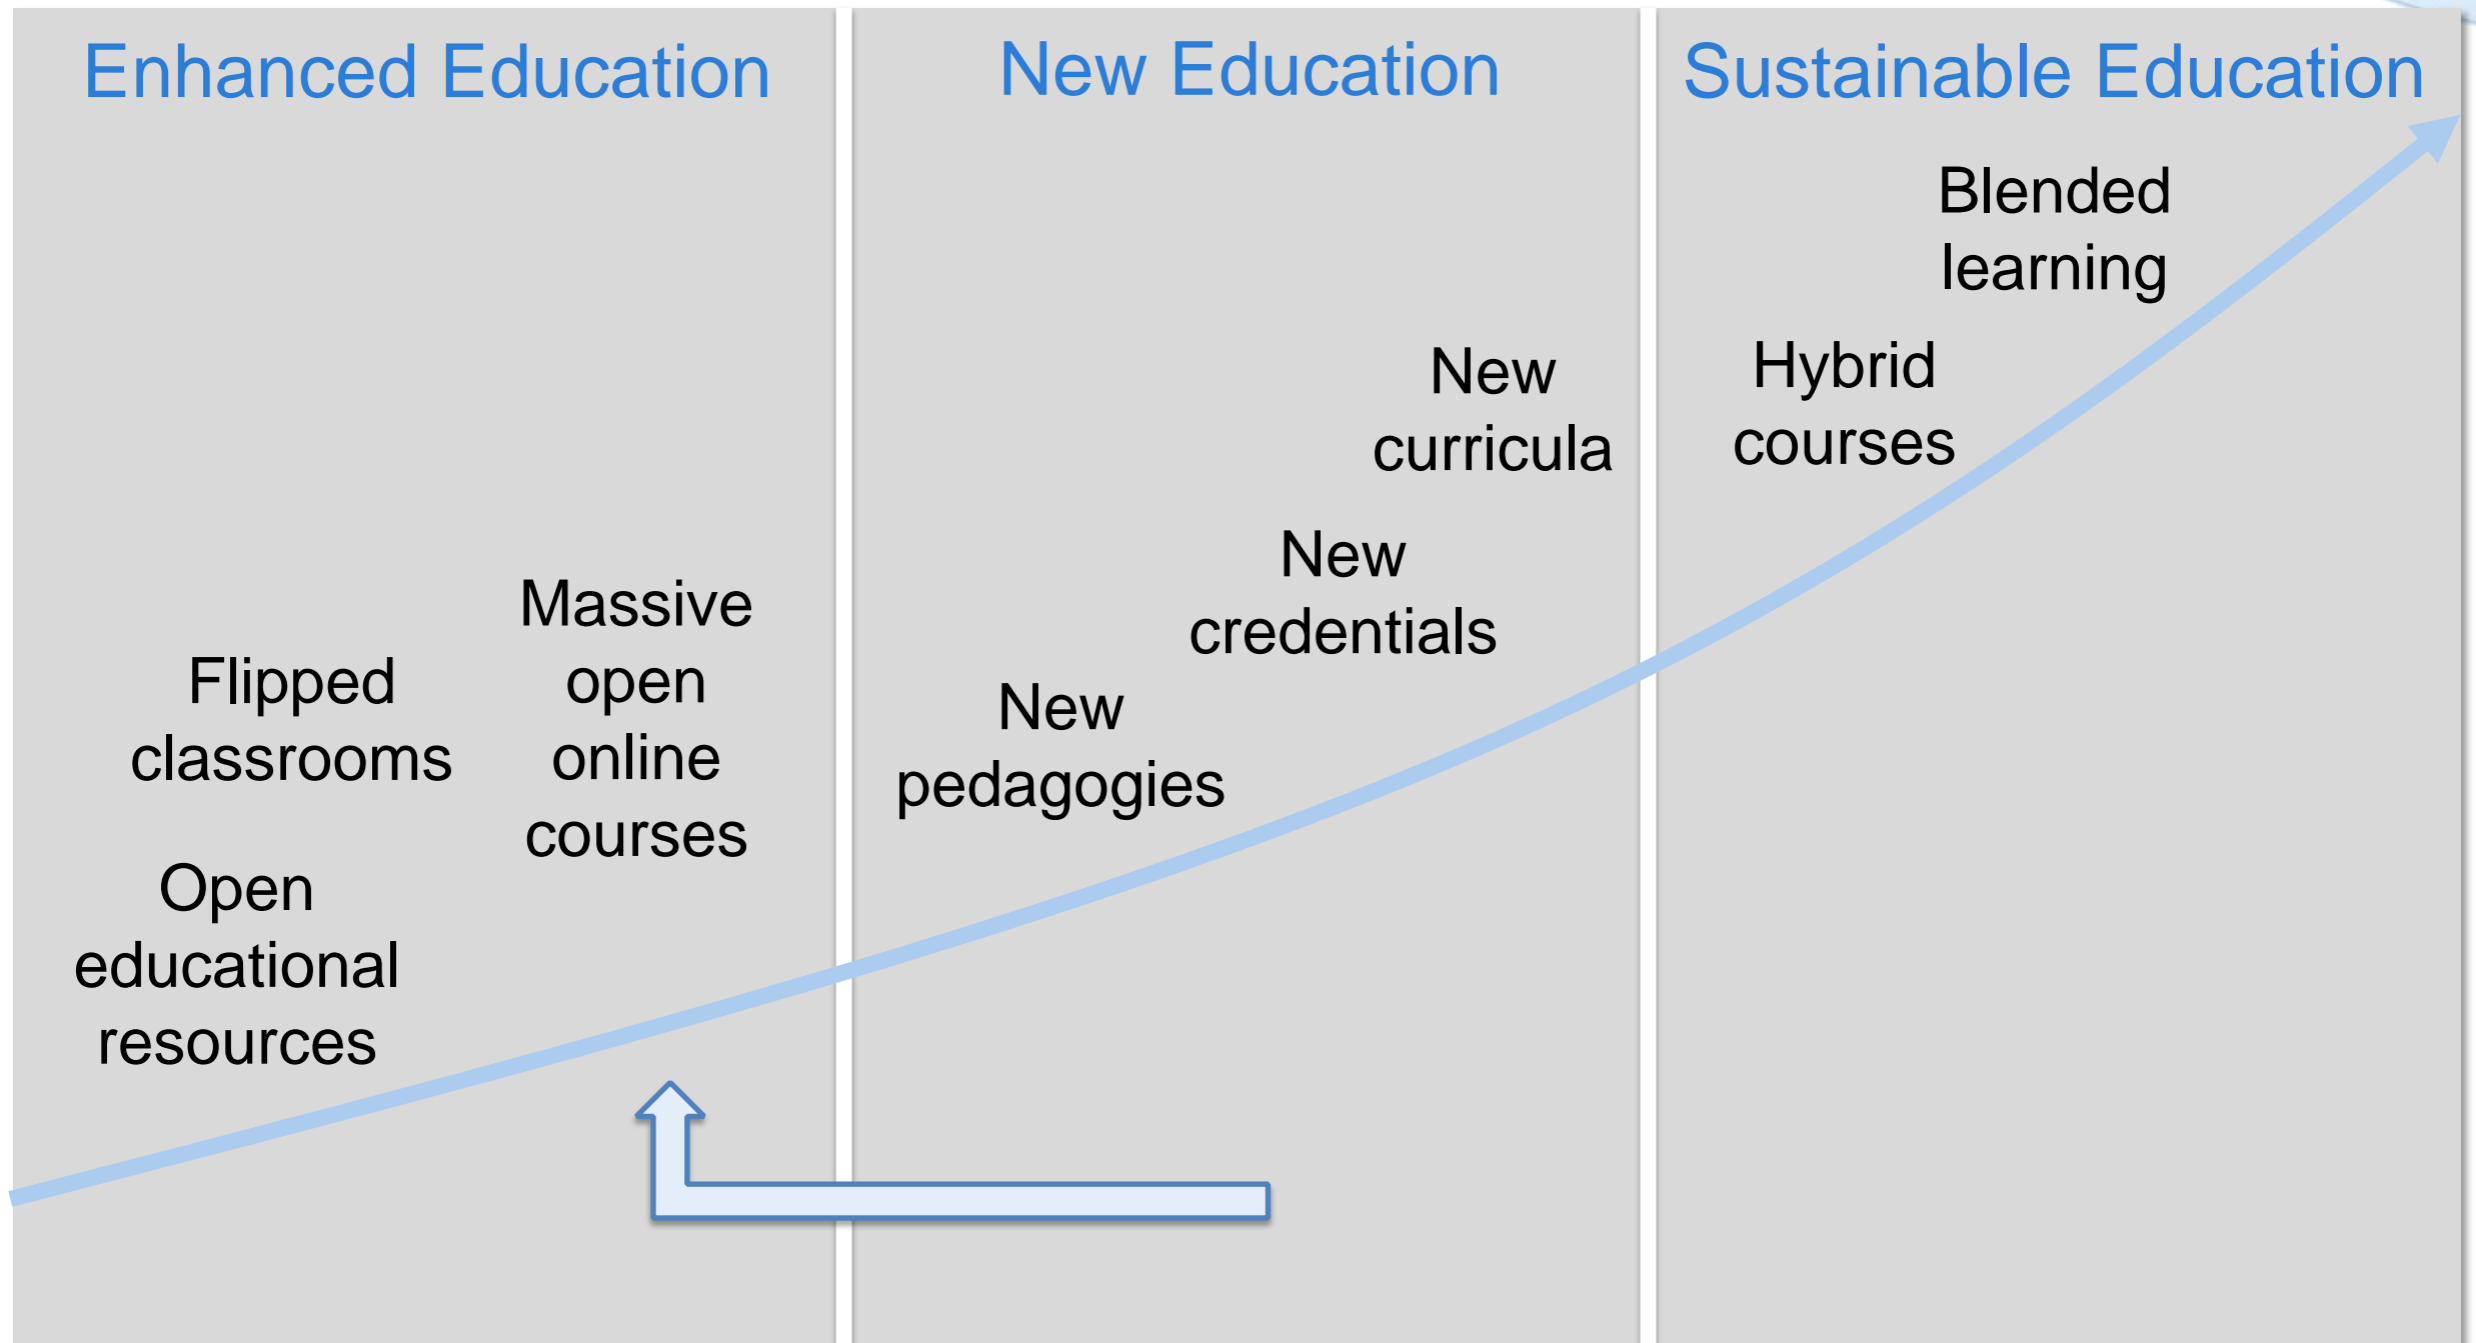 Enhanced Education
Flipped
classrooms
Massive
open
online
courses
Open
educational
resources
New Education
New
curricula
New
credentials
New
pedagogies
Sustainable Education
Blended
learning
Hybrid
courses